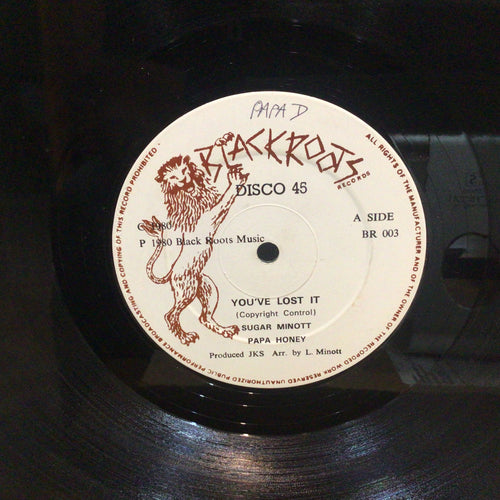 PAPA D
BLACKROOTS
RECORDS
DISCO 45
© 1980
P 1980 Black Roots Music
A SIDE
BR 003
YOU'VE LOST IT
(Copyright Control)
SUGAR MINOTT
PAPA HONEY
Produced JKS Arr. by L. Minott
ALL RIGHTS OF THE MANUFACTURER AND OF THE OWNER OF THE RECORDED WORK RESERVED UNAUTHORIZED PUBLIC PERFORMANCE BROADCASTING AND COPYING OF THIS RECORD PROHIBITED